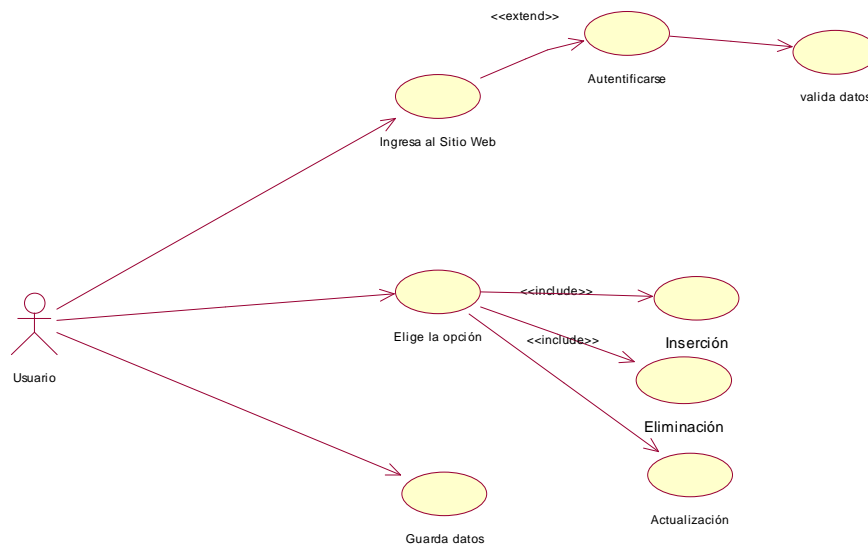 <<extend>>
Autentificarse
valida datos
Ingresa al Sitio Web
Usuario
Elige la opción
<<include>>
Inserción
<<include>>
Eliminación
Actualización
Guarda datos